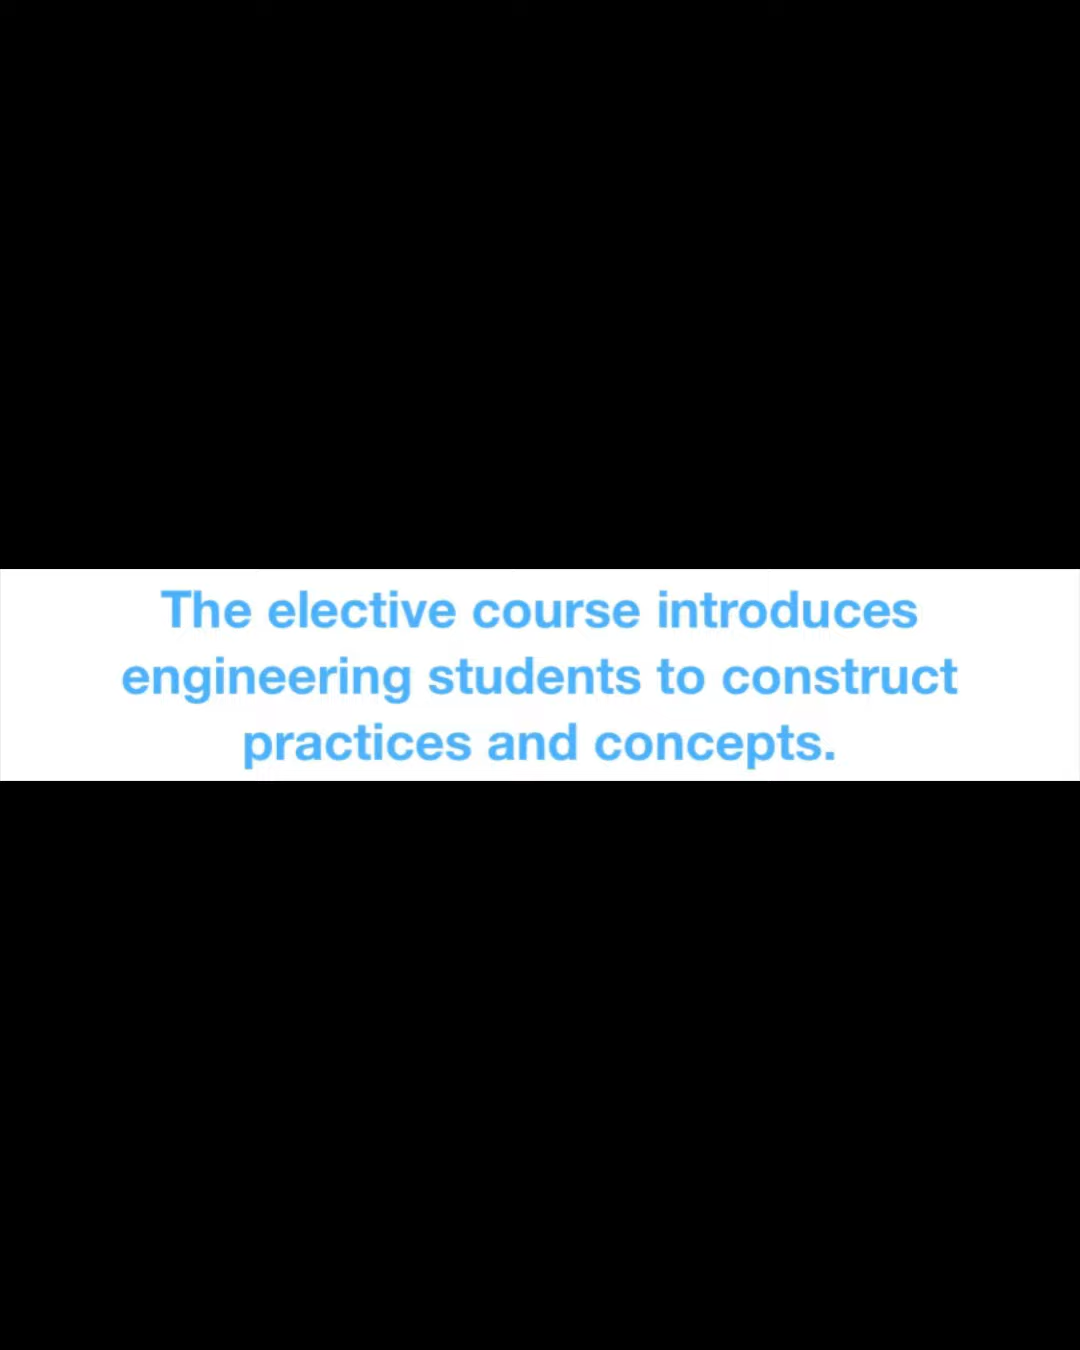 The elective course introduces
engineering students to construct
practices and concepts.